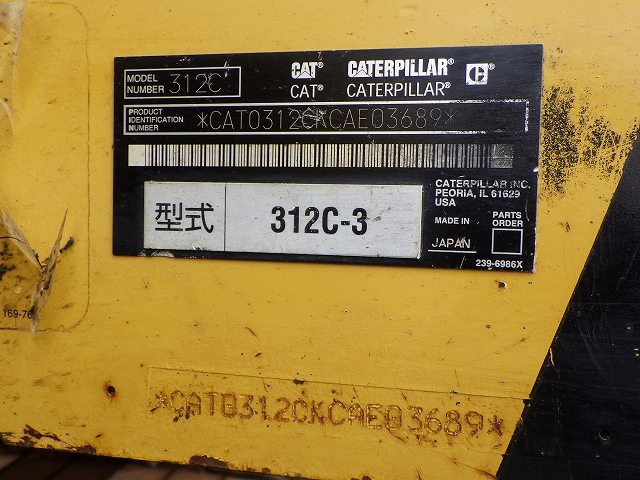 MODEL NUMBER 312C
CAT® CATERPILLAR® C®
CAT® CATERPILLAR®
PRODUCT IDENTIFICATION NUMBER *CAT0312CKCAE03689*
CATERPILLAR INC.
PEORIA, IL 61629
USA
型式 312C-3
MADE IN JAPAN
PARTS ORDER
239-6986X
*CAT0312CKCAE03689*